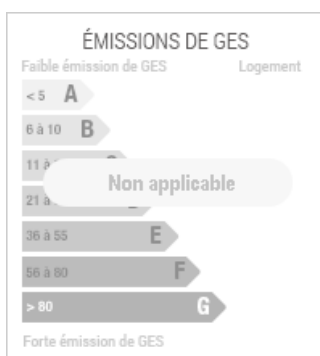 ÉMISSIONS DE GES
Faible émission de GES Logement
< 5 A
6 à 10 B
11 à
Non applicable
21 à
36 à 55 E
56 à 80 F
> 80 G
Forte émission de GES